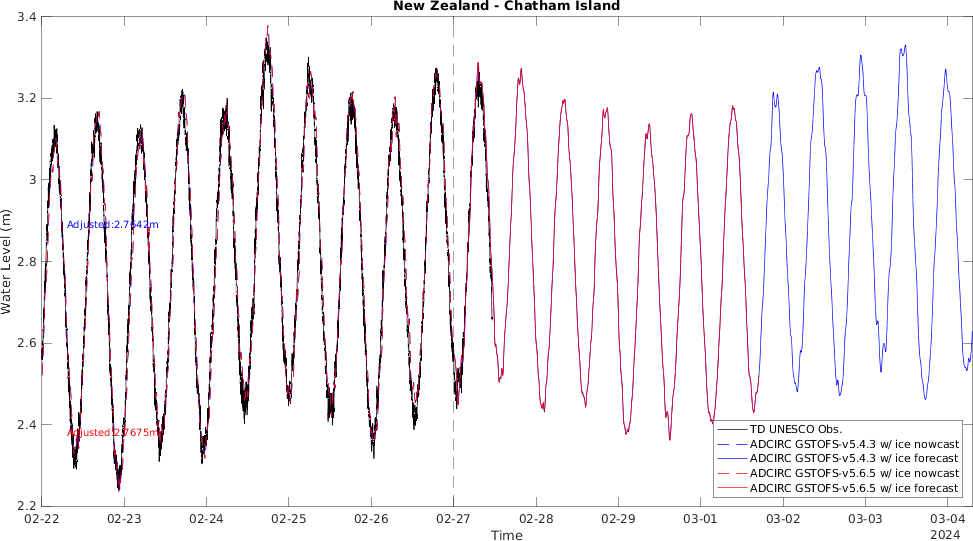 New Zealand - Chatham Island
Water Level (m)
3.4
3.2
3
2.8
2.6
2.4
2.2
Adjusted:2.7642m
Adjusted:2.7675m
TD UNESCO Obs.
ADCIRC GSTOFS-v5.4.3 w/ ice nowcast
ADCIRC GSTOFS-v5.4.3 w/ ice forecast
ADCIRC GSTOFS-v5.6.5 w/ ice nowcast
ADCIRC GSTOFS-v5.6.5 w/ ice forecast
02-22 02-23 02-24 02-25 02-26 02-27 02-28 02-29 03-01 03-02 03-03 03-04
2024
Time